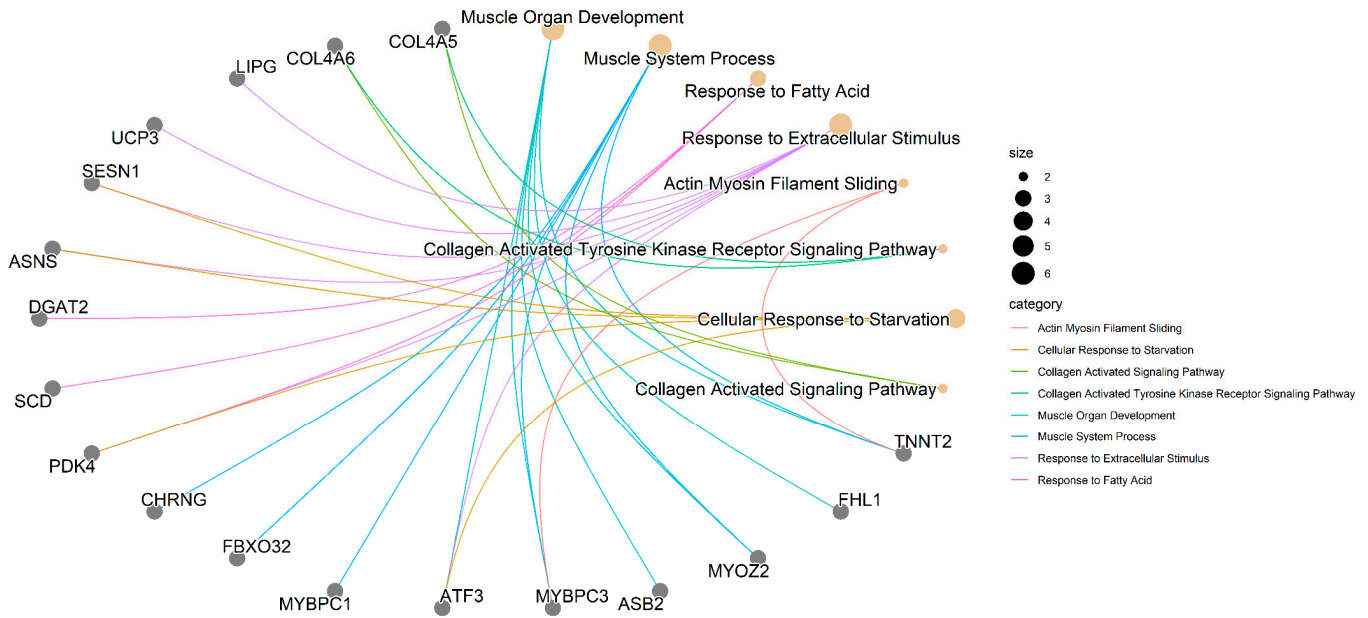 Muscle Organ Development
COL4A5
COL4A6
Muscle System Process
LIPG
Response to Fatty Acid
UCP3
Response to Extracellular Stimulus
SESN1
Actin Myosin Filament Sliding
ASNS
Collagen Activated Tyrosine Kinase Receptor Signaling Pathway
DGAT2
Cellular Response to Starvation
SCD
Collagen Activated Signaling Pathway
PDK4
TNNT2
CHRNG
FHL1
FBXO32
MYOZ2
MYBPC1
ATF3
MYBPC3
ASB2
size
2
3
4
5
6
category
Actin Myosin Filament Sliding
Cellular Response to Starvation
Collagen Activated Signaling Pathway
Collagen Activated Tyrosine Kinase Receptor Signaling Pathway
Muscle Organ Development
Muscle System Process
Response to Extracellular Stimulus
Response to Fatty Acid